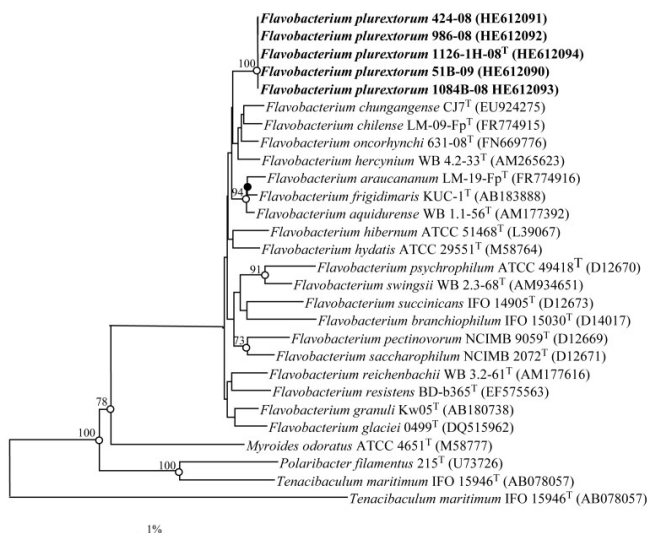 Flavobacterium plurextorum 424-08 (HE612091)
Flavobacterium plurextorum 986-08 (HE612092)
Flavobacterium plurextorum 1126-1H-08T (HE612094)
100
Flavobacterium plurextorum 51B-09 (HE612090)
Flavobacterium plurextorum 1084B-08 HE612093)
Flavobacterium chungangense CJ7T (EU924275)
Flavobacterium chilense LM-09-FpT (FR774915)
Flavobacterium oncorhynchi 631-08T (FN669776)
Flavobacterium hercynium WB 4.2-33T (AM265623)
Flavobacterium araucananum LM-19-FpT (FR774916)
94
Flavobacterium frigidimaris KUC-1T (AB183888)
Flavobacterium aquidurense WB 1.1-56T (AM177392)
Flavobacterium hibernum ATCC 51468T (L39067)
Flavobacterium hydatis ATCC 29551T (M58764)
91
Flavobacterium psychrophilum ATCC 49418T (D12670)
Flavobacterium swingsii WB 2.3-68T (AM934651)
Flavobacterium succinicans IFO 14905T (D12673)
Flavobacterium branchiophilum IFO 15030T (D14017)
73
Flavobacterium pectinovorum NCIMB 9059T (D12669)
Flavobacterium saccharophilum NCIMB 2072T (D12671)
Flavobacterium reichenbachii WB 3.2-61T (AM177616)
Flavobacterium resistens BD-b365T (EF575563)
78
Flavobacterium granuli Kw05T (AB180738)
Flavobacterium glaciei 0499T (DQ515962)
100
Myroides odoratus ATCC 4651T (M58777)
100
Polaribacter filamentus 215T (U73726)
Tenacibaculum maritimum IFO 15946T (AB078057)
Tenacibaculum maritimum IFO 15946T (AB078057)
1%